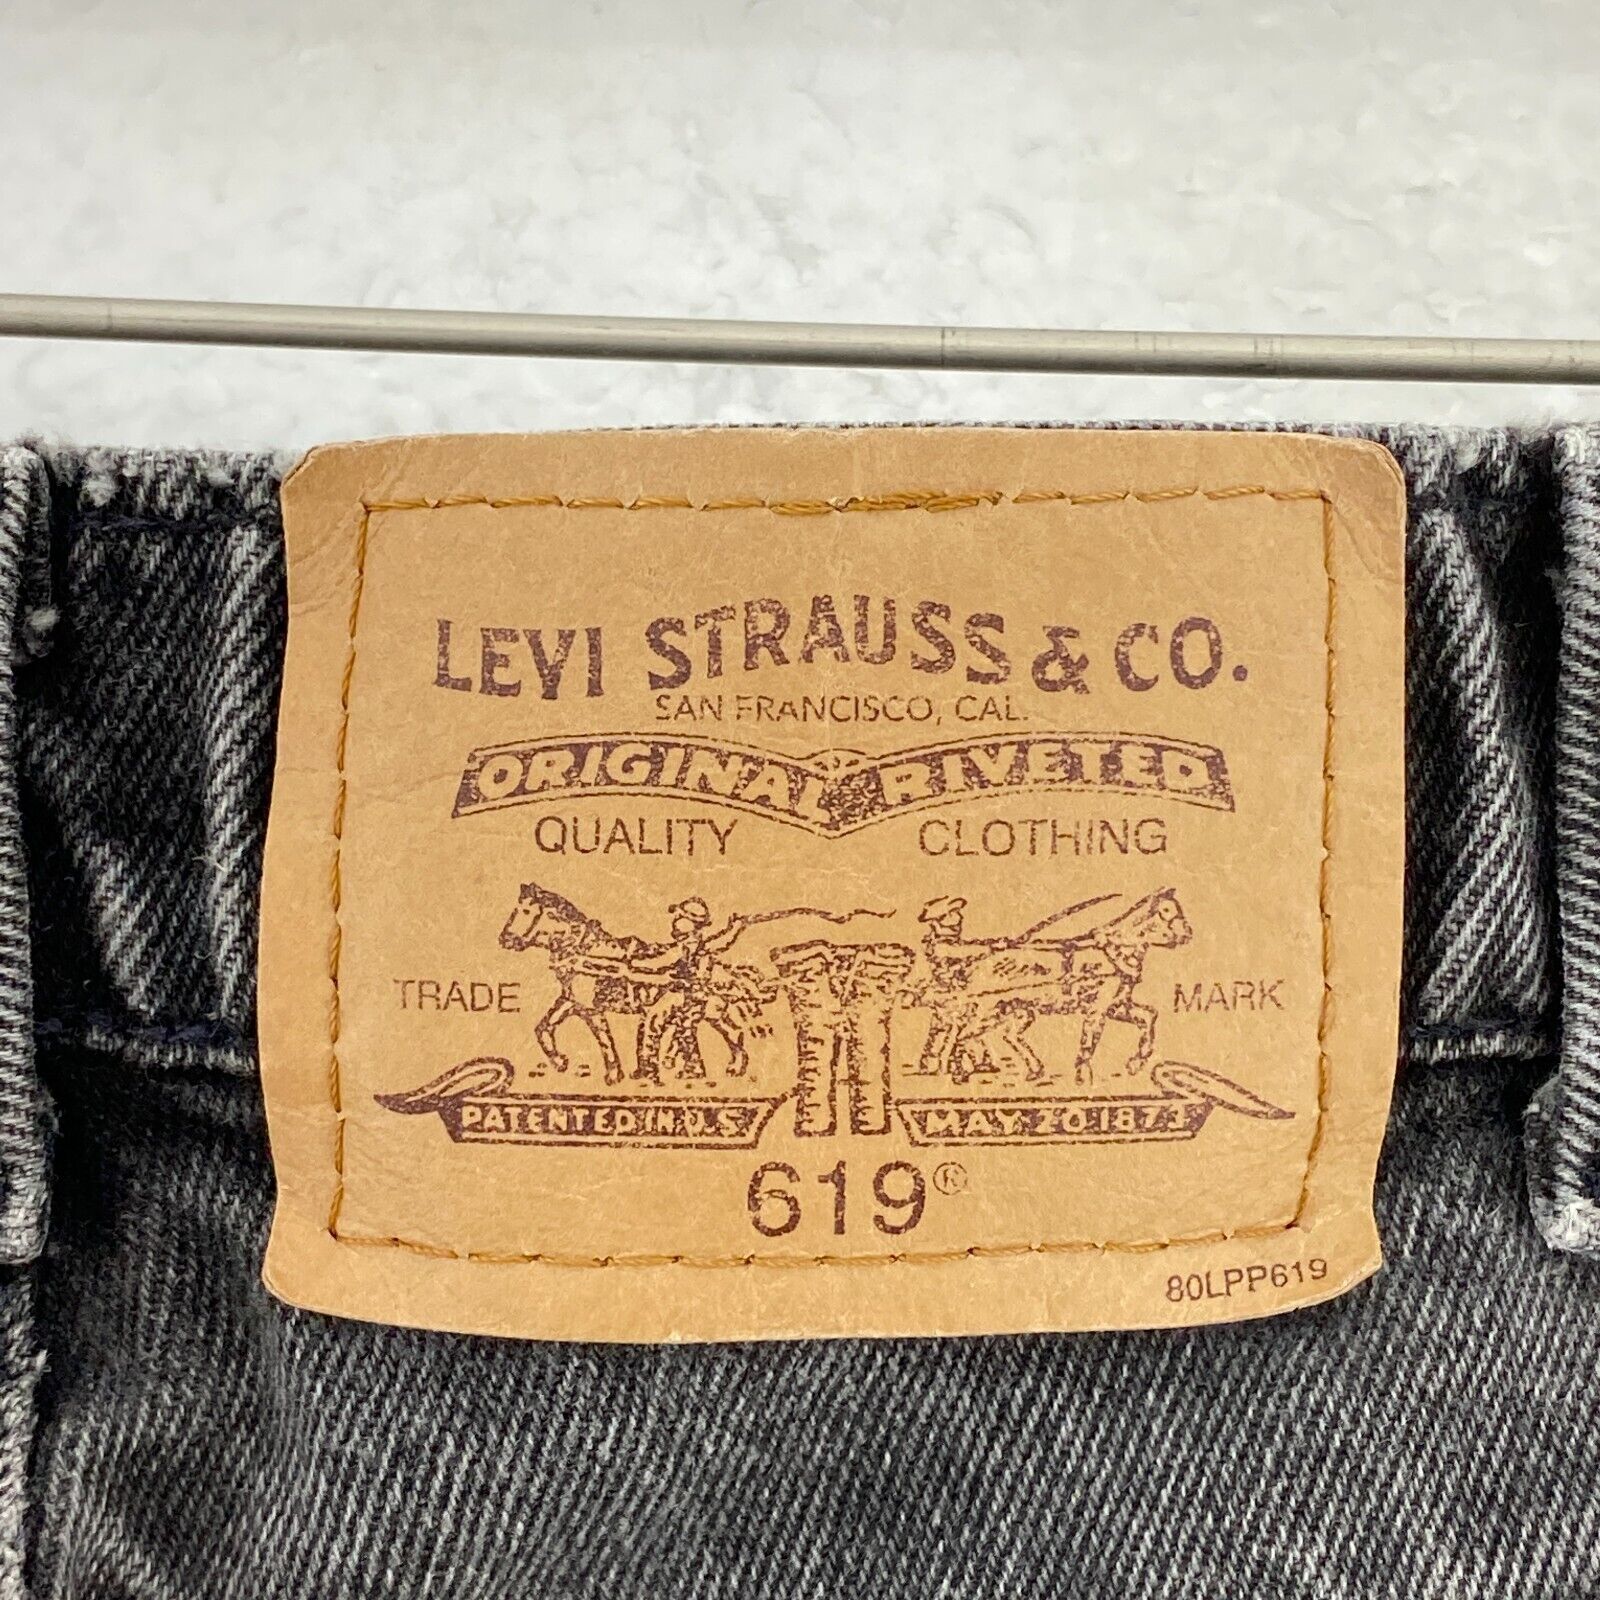 LEVI STRAUSS & CO.
SAN FRANCISCO, CAL.
ORIGINAL RIVETED
QUALITY CLOTHING
TRADE MARK
PATENTED IN U.S. MAY 20 1873
619®
80LPP619